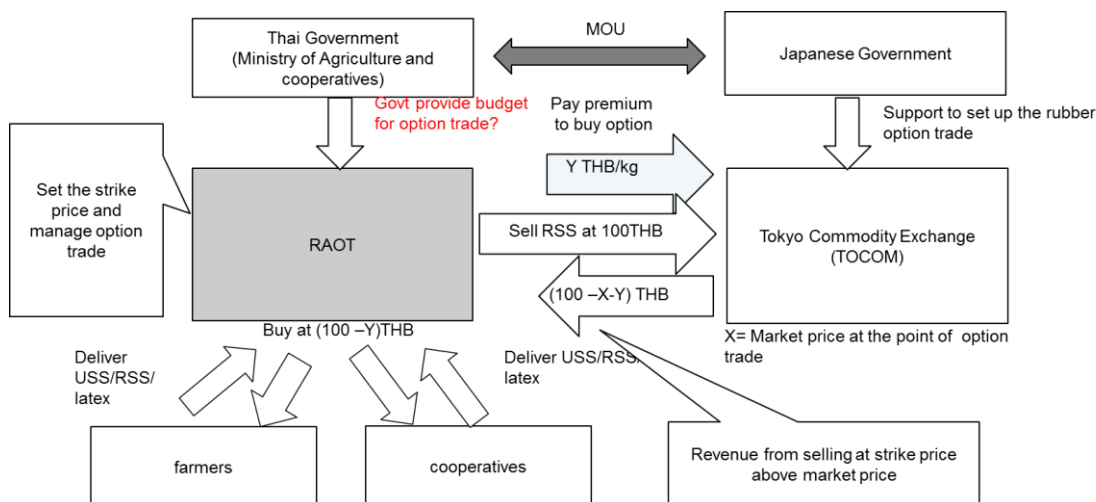 Thai Government
(Ministry of Agriculture and
cooperatives)
MOU
Japanese Government
Govt provide budget
for option trade?
Pay premium
to buy option
Support to set up the rubber
option trade
Set the strike
price and
manage option
trade
Y THB/kg
RAOT
Sell RSS at 100THB
Tokyo Commodity Exchange
(TOCOM)
(100 –X-Y) THB
Buy at (100 –Y)THB
X= Market price at the point of option
trade
Deliver
USS/RSS/
latex
Deliver USS/RSS/
latex
farmers
cooperatives
Revenue from selling at strike price
above market price